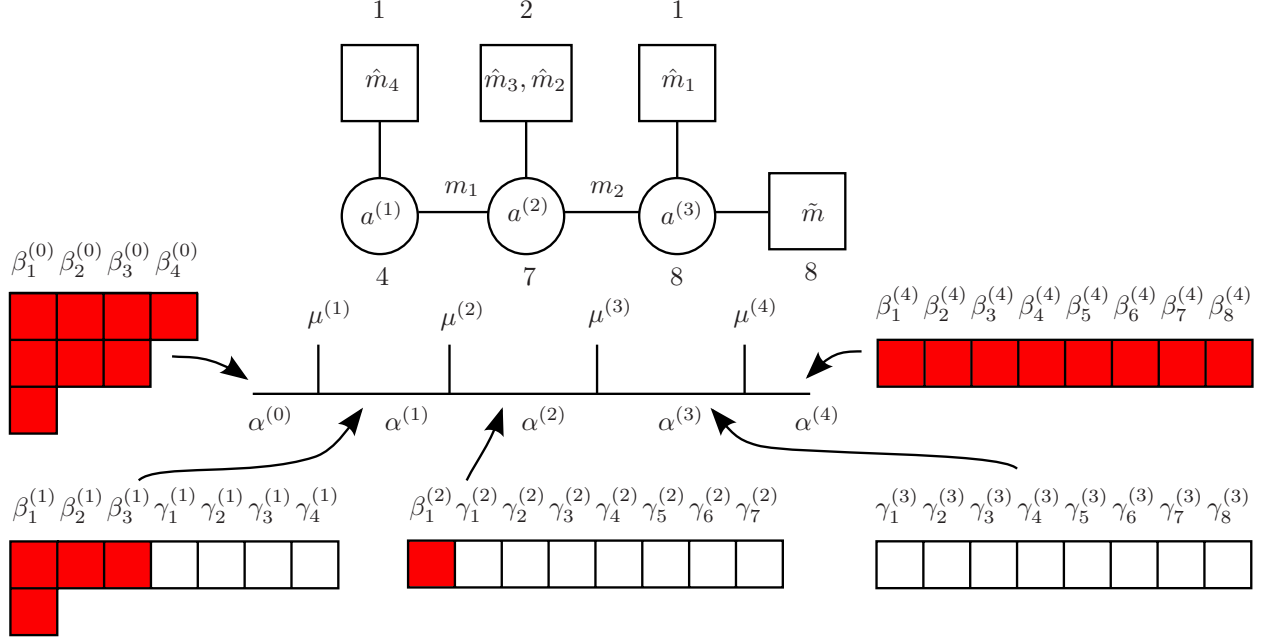 1 2 1
m̂₄ m̂₃, m̂₂ m̂₁
m₁ m₂
a⁽¹⁾ a⁽²⁾ a⁽³⁾ m̃
4 7 8 8
β₁⁽⁰⁾ β₂⁽⁰⁾ β₃⁽⁰⁾ β₄⁽⁰⁾
μ⁽¹⁾ μ⁽²⁾ μ⁽³⁾ μ⁽⁴⁾
β₁⁽⁴⁾ β₂⁽⁴⁾ β₃⁽⁴⁾ β₄⁽⁴⁾ β₅⁽⁴⁾ β₆⁽⁴⁾ β₇⁽⁴⁾ β₈⁽⁴⁾
α⁽⁰⁾ α⁽¹⁾ α⁽²⁾ α⁽³⁾ α⁽⁴⁾
β₁⁽¹⁾ β₂⁽¹⁾ β₃⁽¹⁾ γ₁⁽¹⁾ γ₂⁽¹⁾ γ₃⁽¹⁾ γ₄⁽¹⁾
β₁⁽²⁾ γ₁⁽²⁾ γ₂⁽²⁾ γ₃⁽²⁾ γ₄⁽²⁾ γ₅⁽²⁾ γ₆⁽²⁾ γ₇⁽²⁾
γ₁⁽³⁾ γ₂⁽³⁾ γ₃⁽³⁾ γ₄⁽³⁾ γ₅⁽³⁾ γ₆⁽³⁾ γ₇⁽³⁾ γ₈⁽³⁾